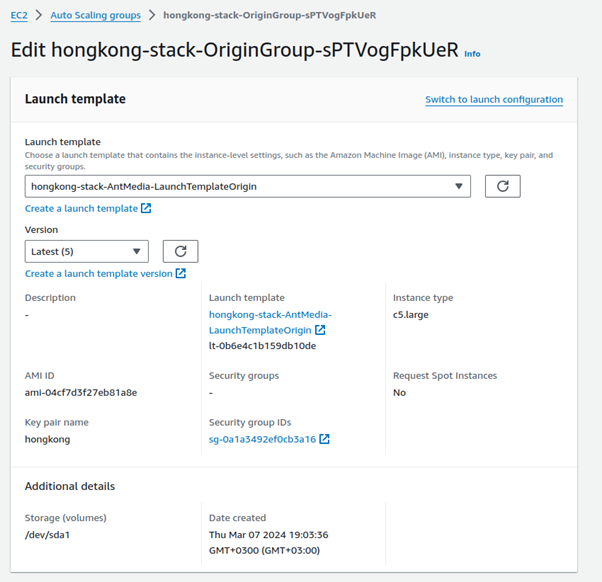 EC2 > Auto Scaling groups > hongkong-stack-OriginGroup-sPTVogFpkUeR
Edit hongkong-stack-OriginGroup-sPTVogFpkUeR Info
Launch template
Switch to launch configuration
Launch template
Choose a launch template that contains the instance-level settings, such as the Amazon Machine Image (AMI), instance type, key pair, and
security groups.
hongkong-stack-AntMedia-LaunchTemplateOrigin
Create a launch template
Version
Latest (5)
Create a launch template version
Description
-
Launch template
hongkong-stack-AntMedia-
LaunchTemplateOrigin
lt-0b6e4c1b159db10de
Instance type
c5.large
AMI ID
ami-04cf7d3f27eb81a8e
Security groups
-
Request Spot Instances
No
Key pair name
hongkong
Security group IDs
sg-0a1a3492ef0cb3a16
Additional details
Storage (volumes)
/dev/sda1
Date created
Thu Mar 07 2024 19:03:36
GMT+0300 (GMT+03:00)